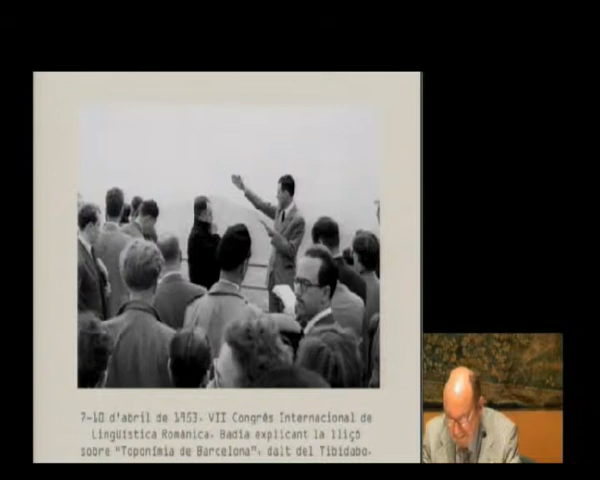 7-10 d'abril de 1953. VII Congrés Internacional de
Lingüística Romànica. Badia explicant la lliçó
sobre "Toponímia de Barcelona", dalt del Tibidabo.